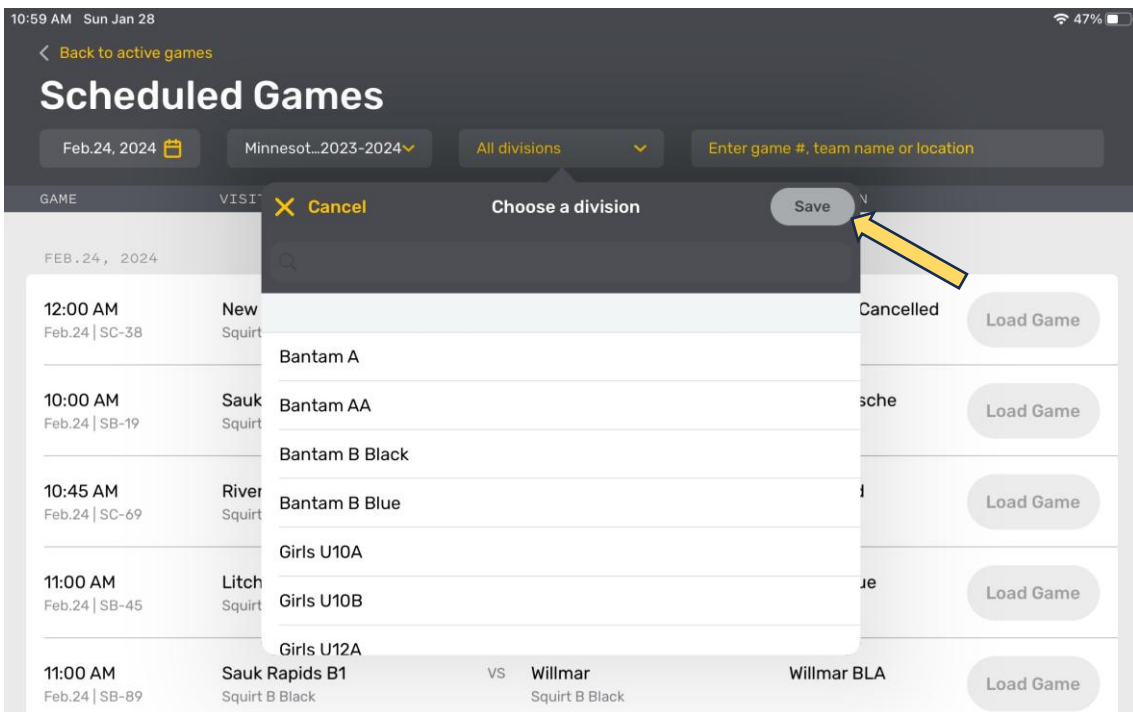 10:59 AM Sun Jan 28
47%
Back to active games
Scheduled Games
Feb.24, 2024
Minnesot...2023-2024
All divisions
Enter game #, team name or location
GAME
VISIT
N
Cancel
Choose a division
Save
FEB.24, 2024
12:00 AM
New
Cancelled
Load Game
Feb.24 | SC-38
Squirt
Bantam A
10:00 AM
Sauk
Bantam AA
sche
Load Game
Feb.24 | SB-19
Squirt
Bantam B Black
10:45 AM
River
Bantam B Blue
d
Load Game
Feb.24 | SC-69
Squirt
Girls U10A
11:00 AM
Litch
Girls U10B
ue
Load Game
Feb.24 | SB-45
Squirt
Girls U12A
11:00 AM
Sauk Rapids B1
VS
Willmar
Willmar BLA
Load Game
Feb.24 | SB-89
Squirt B Black
Squirt B Black